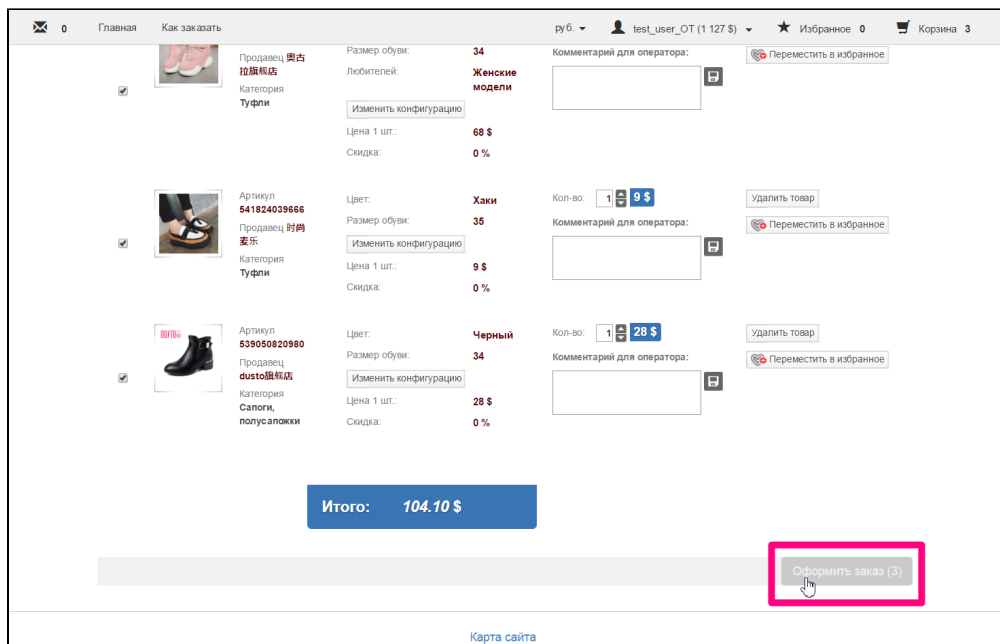 0 Главная Как заказать руб. test_user_OT (1 127 $) Избранное 0 Корзина 3
Продавец 奥古拉旗舰店
Категория
Туфли
Размер обуви: 34
Любителей: Женские модели
Изменить конфигурацию
Цена 1 шт.: 68 $
Скидка: 0 %
Комментарий для оператора:
Переместить в избранное
Артикул
541824039666
Продавец 时尚麦乐
Категория
Туфли
Цвет: Хаки
Размер обуви: 35
Изменить конфигурацию
Цена 1 шт.: 9 $
Скидка: 0 %
Кол-во: 1 9 $
Комментарий для оператора:
Удалить товар
Переместить в избранное
Артикул
539050820980
Продавец
dusto旗舰店
Категория
Сапоги,
полусапожки
Цвет: Черный
Размер обуви: 34
Изменить конфигурацию
Цена 1 шт.: 28 $
Скидка: 0 %
Кол-во: 1 28 $
Комментарий для оператора:
Удалить товар
Переместить в избранное
Итого: 104.10 $
Оформить заказ (3)
Карта сайта